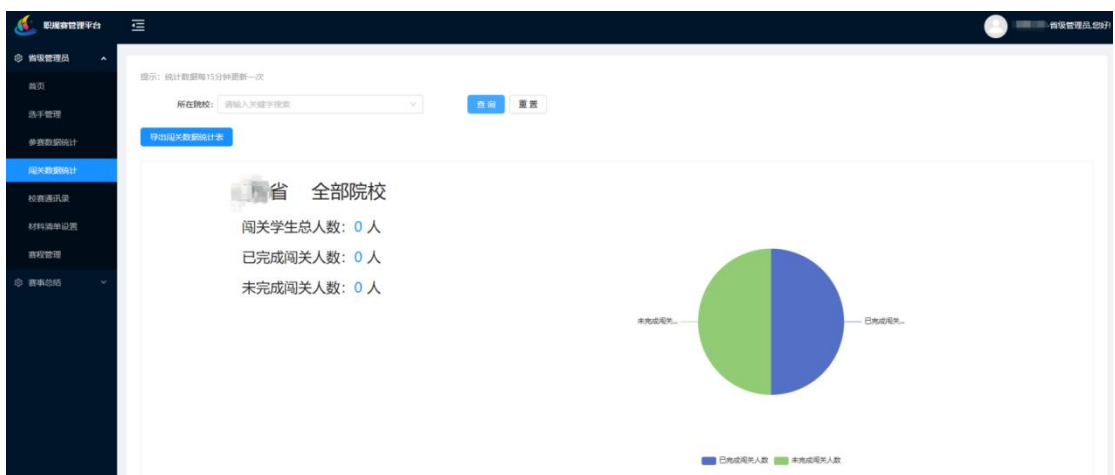 职规赛管理平台
省级管理员,您好!
省级管理员
首页
选手管理
参赛数据统计
闯关数据统计
校赛通讯录
材料清单设置
赛程管理
赛事总结
提示：统计数据每15分钟更新一次
所在院校： 请输入关键字搜索
查询 重置
导出闯关数据统计表
省 全部院校
闯关学生总人数：0 人
已完成闯关人数：0 人
未完成闯关人数：0 人
未完成闯关...
已完成闯关...
已完成闯关人数 未完成闯关人数